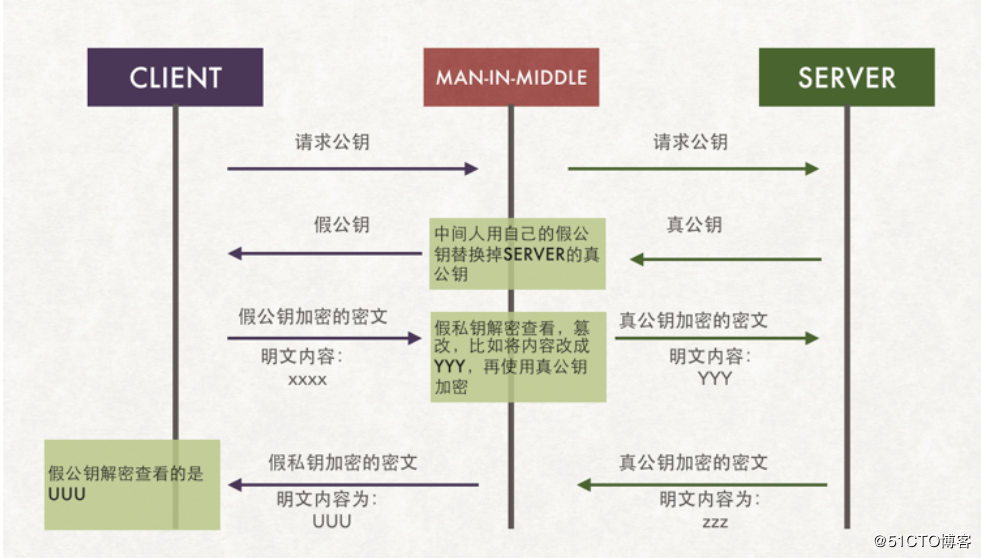 CLIENT
MAN-IN-MIDDLE
SERVER
请求公钥
请求公钥
假公钥
中间人用自己的假公
钥替换掉SERVER的真
公钥
真公钥
假公钥加密的密文
明文内容：
xxxx
假私钥解密查看，篡
改，比如将内容改成
YYY，再使用真公钥
加密
真公钥加密的密文
明文内容：
YYY
假公钥解密查看的是
UUU
假私钥加密的密文
明文内容为：
UUU
真公钥加密的密文
明文内容为：
zzz
@51CTO博客